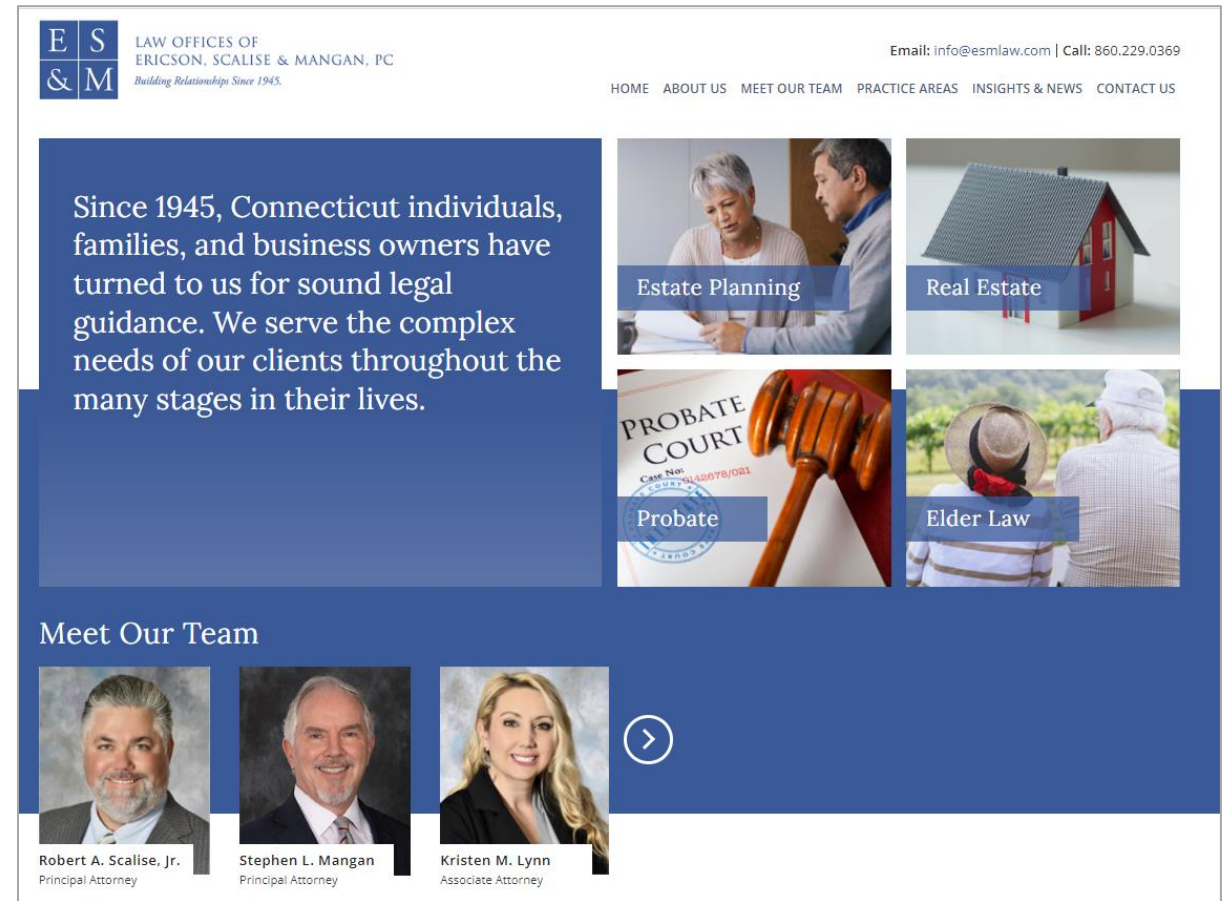 E S
& M
LAW OFFICES OF
ERICSON, SCALISE & MANGAN, PC
Building Relationships Since 1945.
Email: info@esmlaw.com | Call: 860.229.0369
HOME ABOUT US MEET OUR TEAM PRACTICE AREAS INSIGHTS & NEWS CONTACT US
Since 1945, Connecticut individuals,
families, and business owners have
turned to us for sound legal
guidance. We serve the complex
needs of our clients throughout the
many stages in their lives.
Estate Planning
Real Estate
PROBATE
COURT
Case No: 0142678/021
Probate
Elder Law
Meet Our Team
Robert A. Scalise, Jr.
Principal Attorney
Stephen L. Mangan
Principal Attorney
Kristen M. Lynn
Associate Attorney